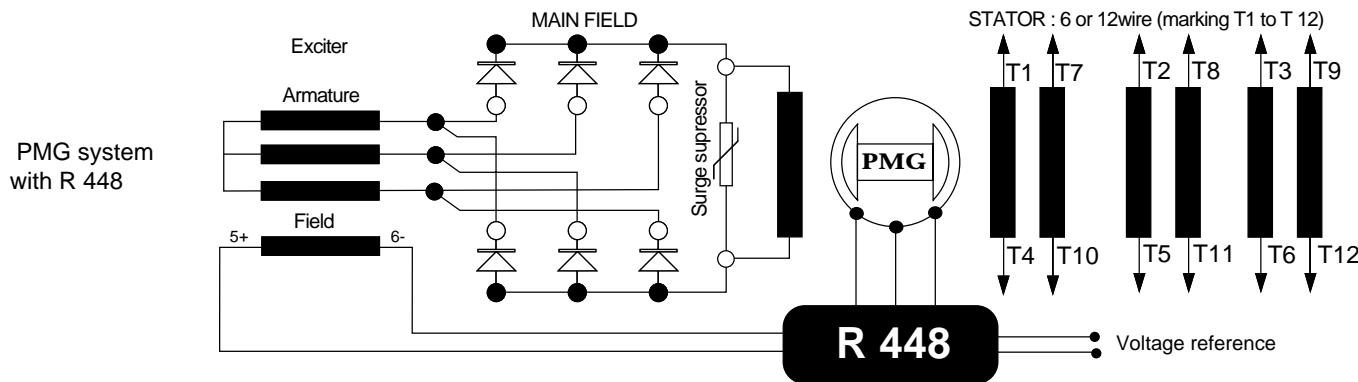 MAIN FIELD
STATOR : 6 or 12wire (marking T1 to T 12)
Exciter
T1 T7 T2 T8 T3 T9
Armature
PMG system
with R 448
Surge supressor
PMG
Field
5+ 6-
T4 T10 T5 T11 T6 T12
R 448
Voltage reference